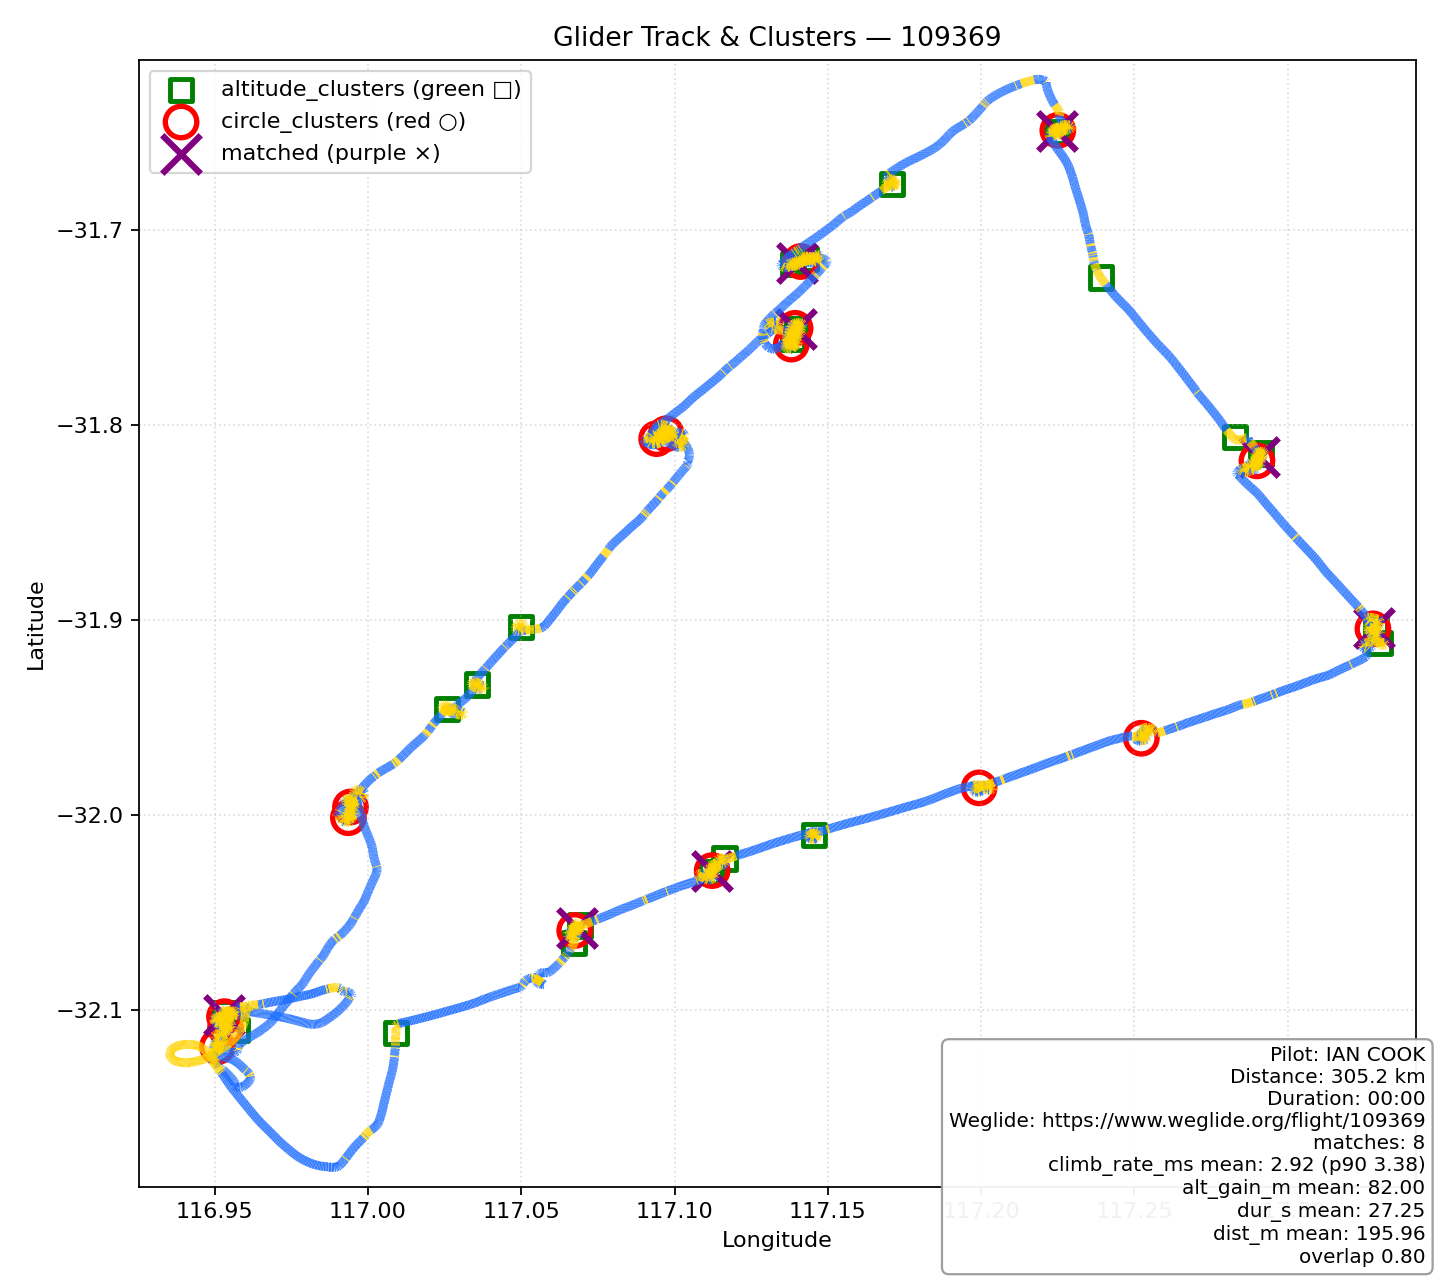 Glider Track & Clusters — 109369
altitude_clusters (green □)
circle_clusters (red ○)
matched (purple ×)
Latitude
−31.7
−31.8
−31.9
−32.0
−32.1
116.95
117.00
117.05
117.10
117.15
117.20
117.25
Longitude
Pilot: IAN COOK
Distance: 305.2 km
Duration: 00:00
Weglide: https://www.weglide.org/flight/109369
matches: 8
climb_rate_ms mean: 2.92 (p90 3.38)
alt_gain_m mean: 82.00
dur_s mean: 27.25
dist_m mean: 195.96
overlap 0.80